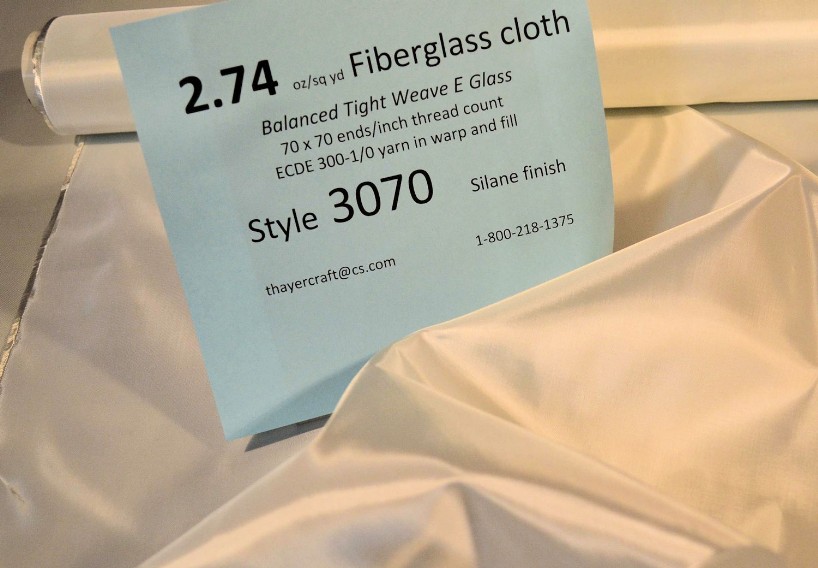 2.74 oz/sq yd Fiberglass cloth
Balanced Tight Weave E Glass
70 x 70 ends/inch thread count
ECDE 300-1/0 yarn in warp and fill
Style 3070 Silane finish
thayercraft@cs.com 1-800-218-1375